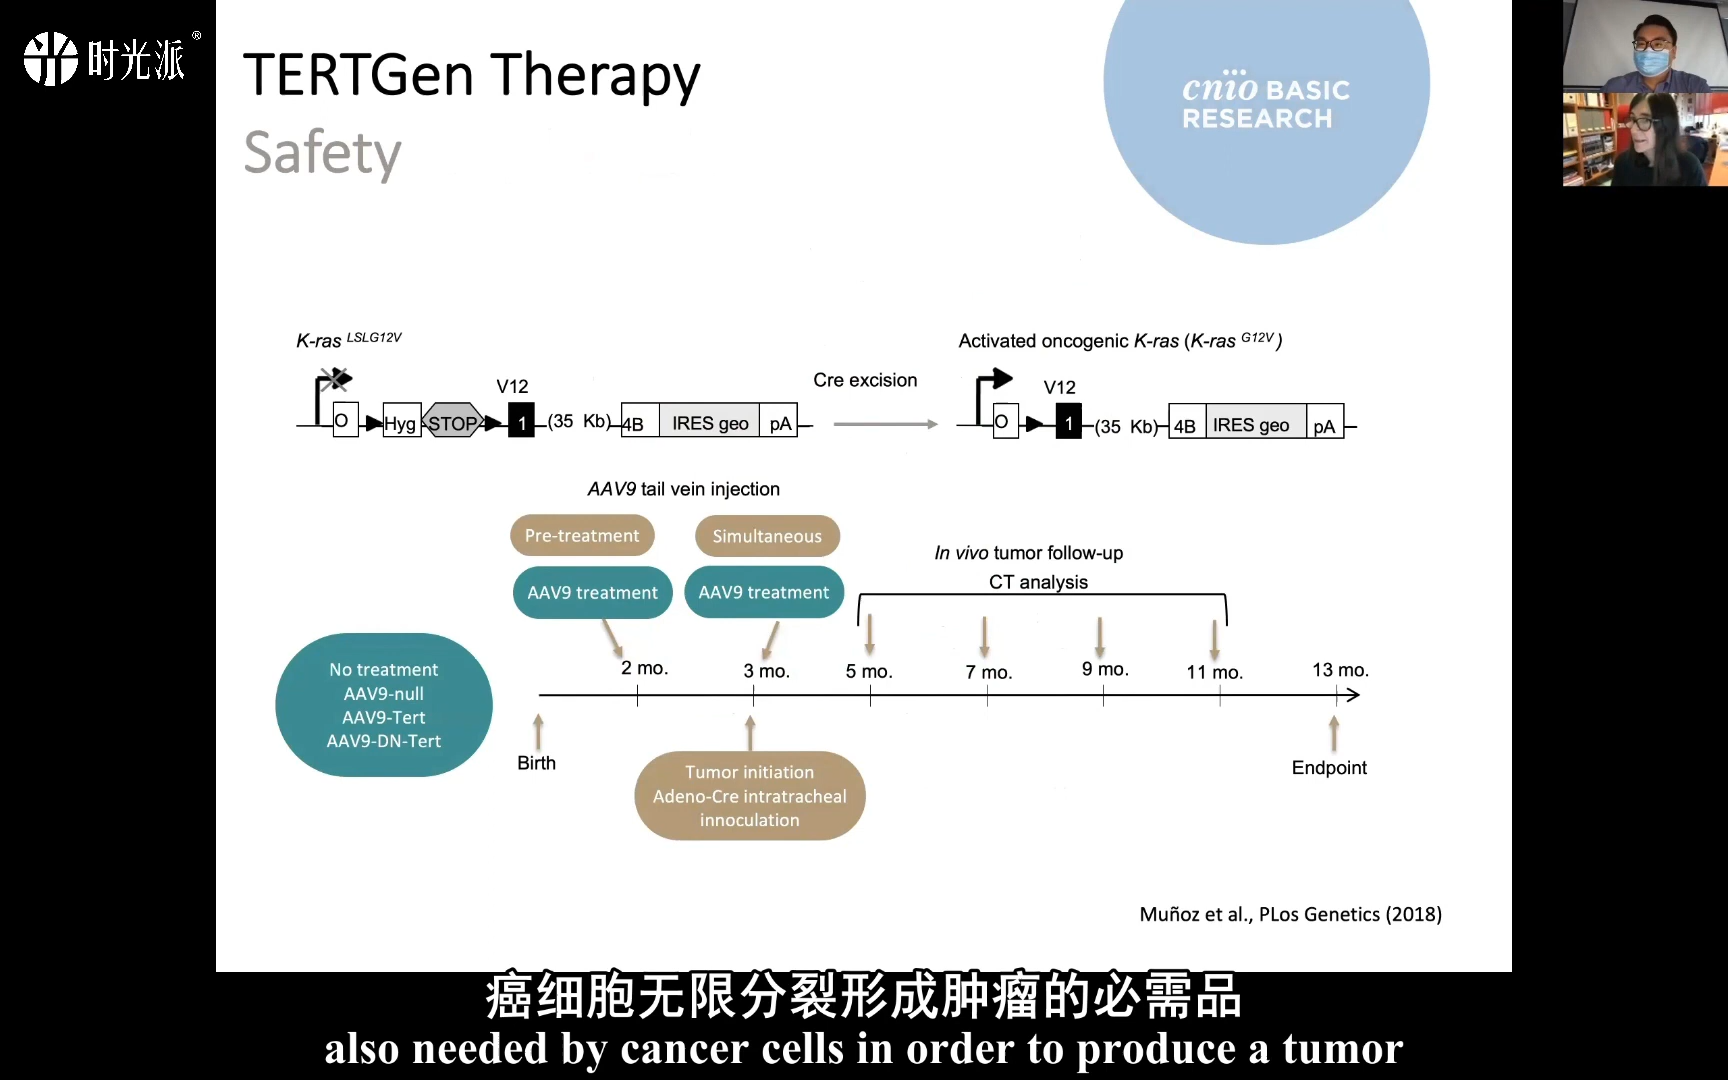 时光派®
TERTGen Therapy
Safety
cnio BASIC
RESEARCH
K-ras LSLG12V
Activated oncogenic K-ras (K-ras G12V)
V12
Cre excision
V12
O Hyg STOP 1 (35 Kb) 4B IRES geo pA
O 1 (35 Kb) 4B IRES geo pA
AAV9 tail vein injection
Pre-treatment
Simultaneous
AAV9 treatment
AAV9 treatment
In vivo tumor follow-up
CT analysis
No treatment
AAV9-null
AAV9-Tert
AAV9-DN-Tert
2 mo. 3 mo. 5 mo. 7 mo. 9 mo. 11 mo. 13 mo.
Birth
Tumor initiation
Adeno-Cre intratracheal
innoculation
Endpoint
Muñoz et al., PLos Genetics (2018)
癌细胞无限分裂形成肿瘤的必需品
also needed by cancer cells in order to produce a tumor